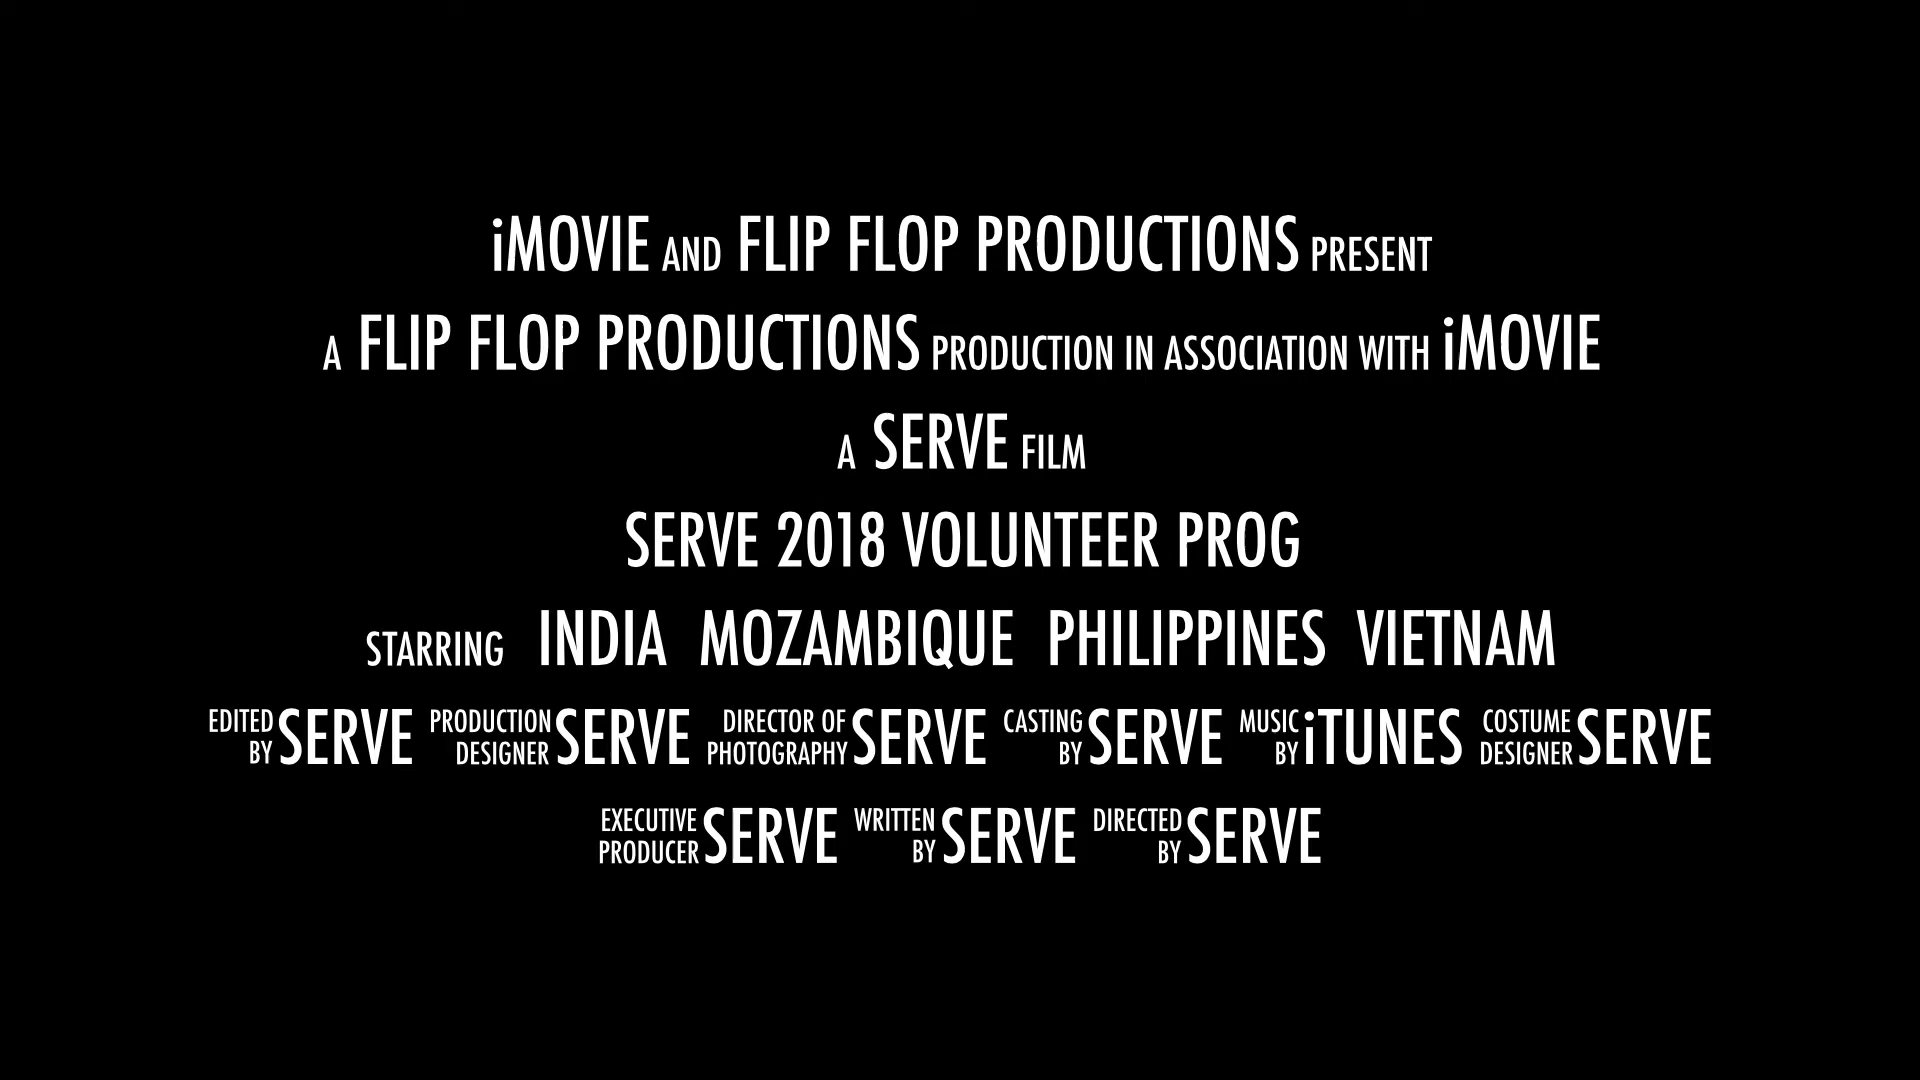 iMOVIE AND FLIP FLOP PRODUCTIONS PRESENT
A FLIP FLOP PRODUCTIONS PRODUCTION IN ASSOCIATION WITH iMOVIE
A SERVE FILM
SERVE 2018 VOLUNTEER PROG
STARRING INDIA MOZAMBIQUE PHILIPPINES VIETNAM
EDITED BY SERVE PRODUCTION DESIGNER SERVE DIRECTOR OF PHOTOGRAPHY SERVE CASTING BY SERVE MUSIC BY iTUNES COSTUME DESIGNER SERVE
EXECUTIVE PRODUCER SERVE WRITTEN BY SERVE DIRECTED BY SERVE